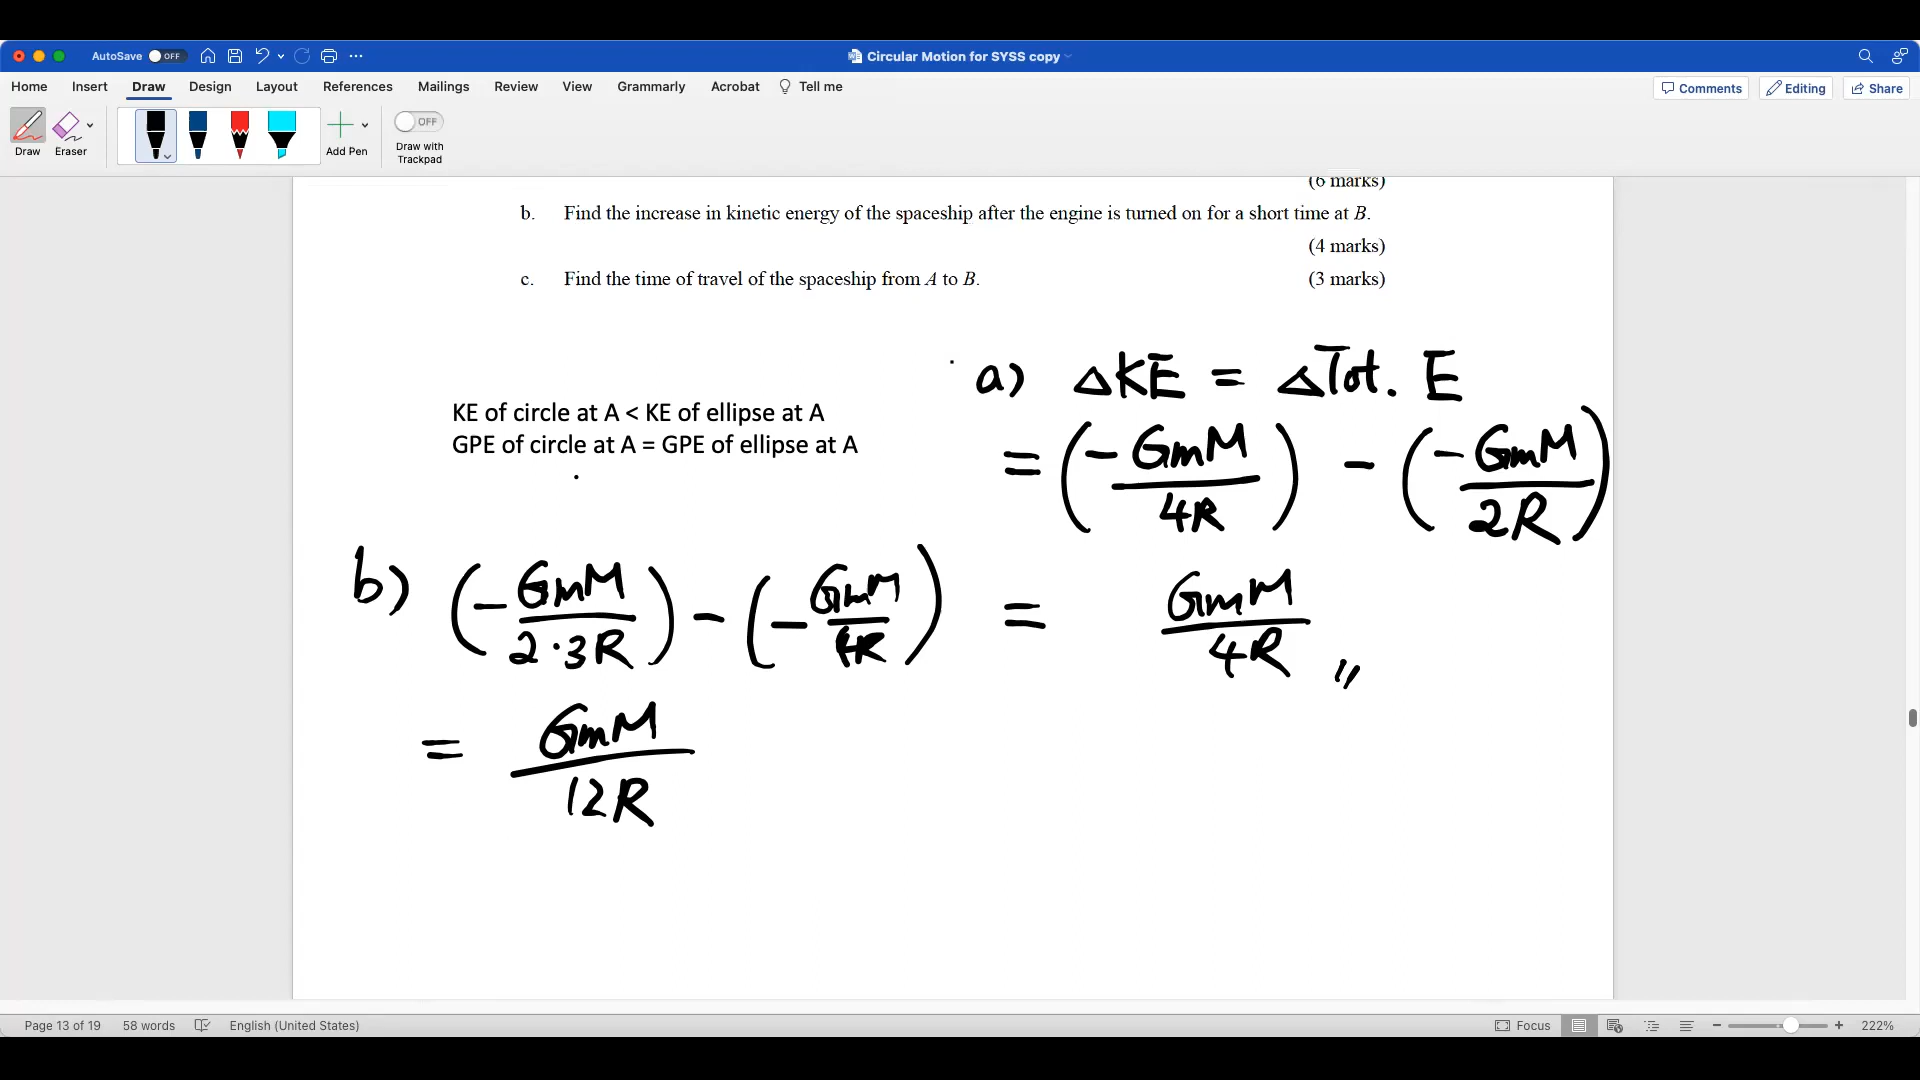 AutoSave OFF
Circular Motion for SYSS copy
Home Insert Draw Design Layout References Mailings Review View Grammarly Acrobat Tell me
Comments Editing Share
Draw Eraser Add Pen OFF Draw with Trackpad
(6 marks)
b. Find the increase in kinetic energy of the spaceship after the engine is turned on for a short time at B.
(4 marks)
c. Find the time of travel of the spaceship from A to B. (3 marks)
KE of circle at A < KE of ellipse at A
GPE of circle at A = GPE of ellipse at A
a) ΔKE = ΔTot. E
= (-GmM/4R) - (-GmM/2R)
= GmM/4R "
b) (-GmM/2·3R) - (-GmM/4R)
= GmM/12R
Page 13 of 19 58 words English (United States) Focus 222%